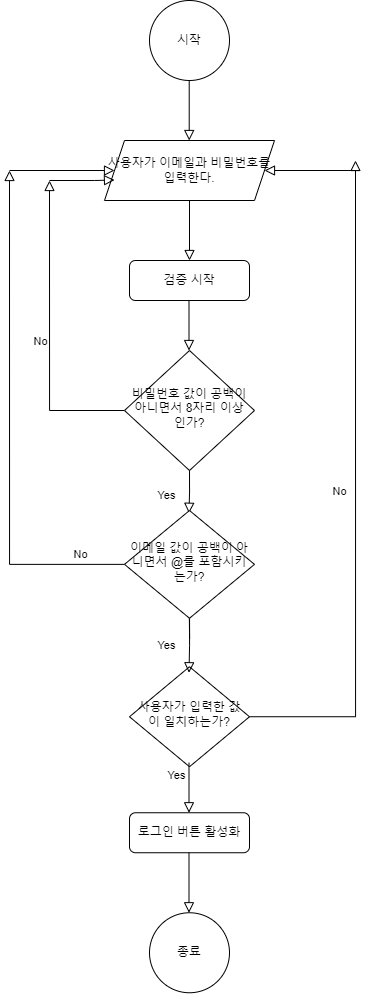 시작
사용자가 이메일과 비밀번호를
입력한다.
검증 시작
No
비밀번호 값이 공백이
아니면서 8자리 이상
인가?
Yes
No
No
이메일 값이 공백이 아
니면서 @를 포함시키
는가?
Yes
사용자가 입력한 값
이 일치하는가?
Yes
로그인 버튼 활성화
종료